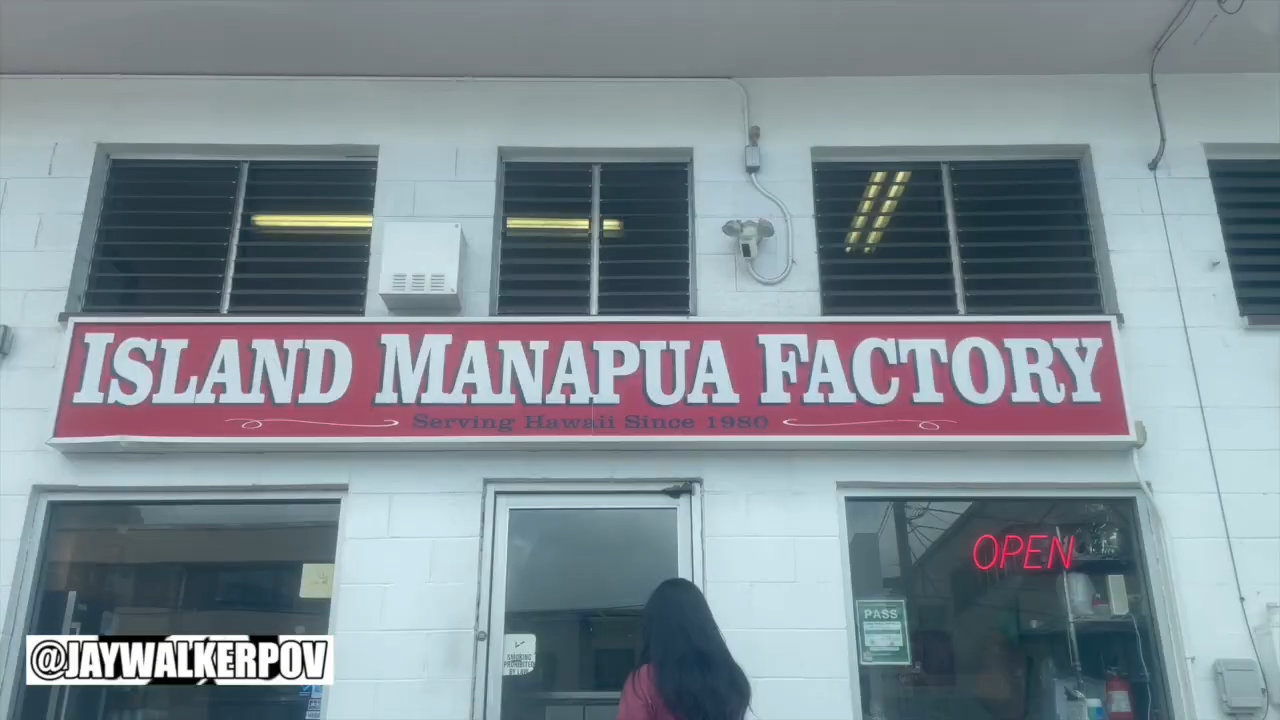 ISLAND MANAPUA FACTORY
Serving Hawaii Since 1980
OPEN
PASS
SMOKING
PROHIBITED
BY LAW
@JAYWALKERPOV